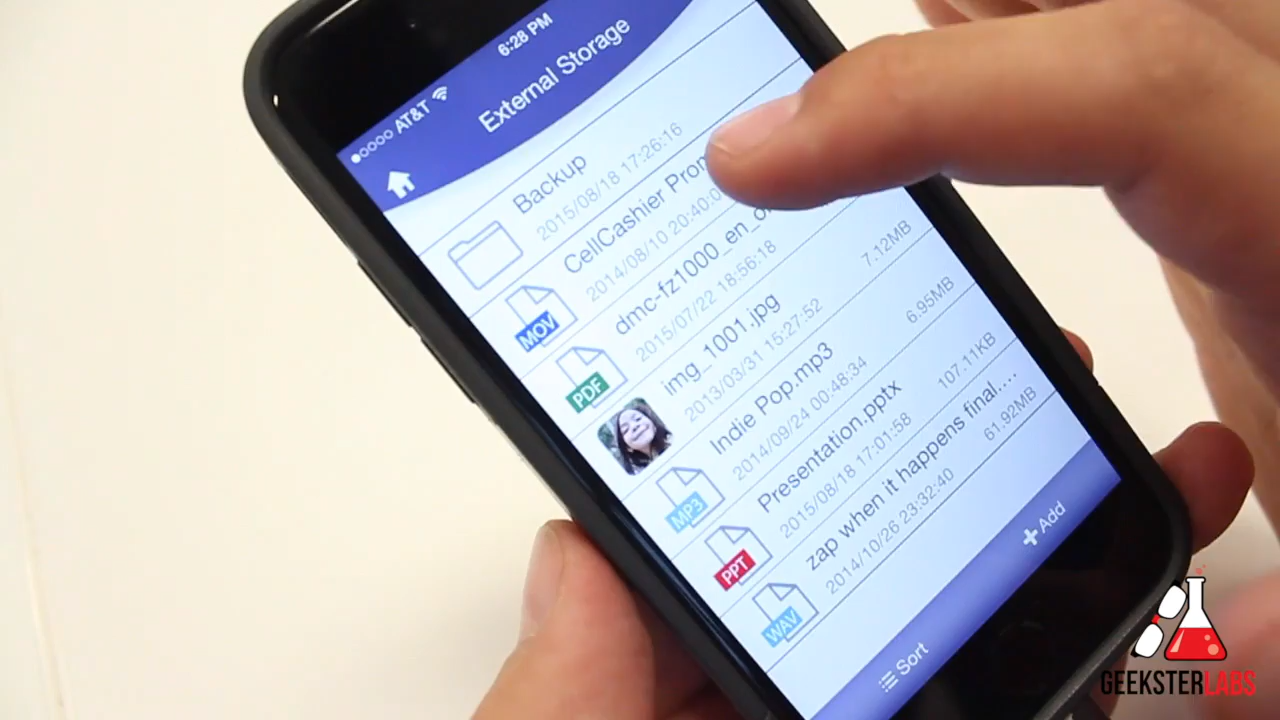 AT&T 6:28 PM
External Storage
Backup
2015/08/18 17:26:16
CellCashier
2014/08/10
MOV
dmc-fz1000_en_
2015/07/22 18:56:18
PDF
img_1001.jpg
7.12MB
2013/03/31 15:27:52
Indie Pop.mp3
6.95MB
2014/09/24 00:48:34
MP3
Presentation.pptx
107.11KB
2015/08/18 17:01:58
PPT
zap when it happens final....
61.92MB
2014/10/26 23:32:40
WAV
Sort
Add
GEEKSTERLABS